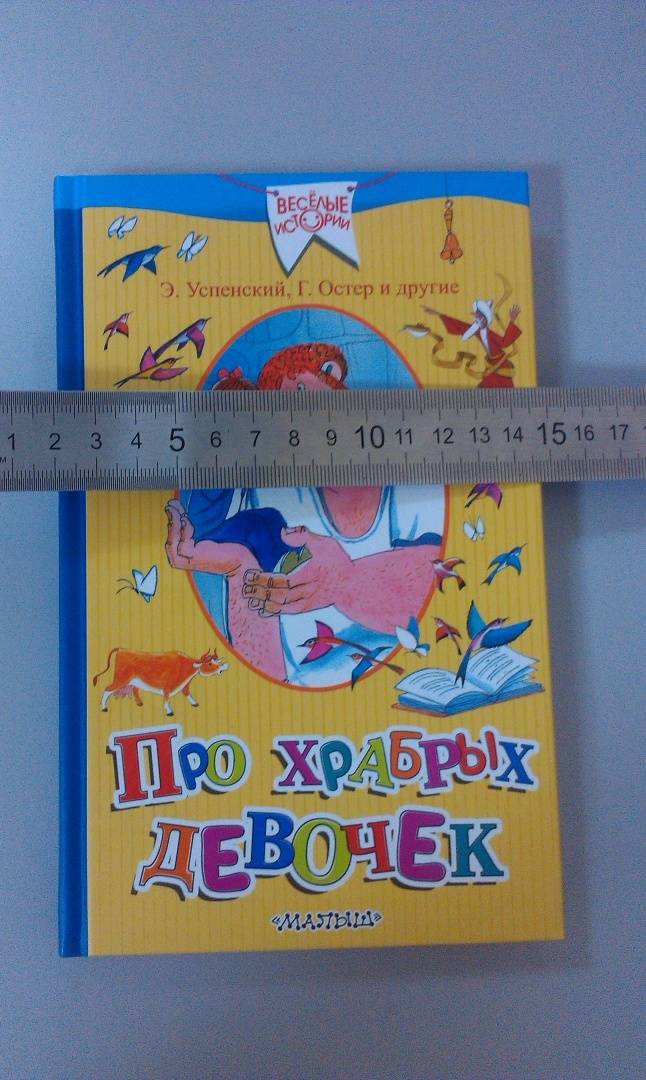 ВЕСЁЛЫЕ
ИСТОРИИ
Э. Успенский, Г. Остер и другие
1 2 3 4 5 6 7 8 9 10 11 12 13 14 15 16 17
Про храбрых
девочек
«МАЛЫШ»